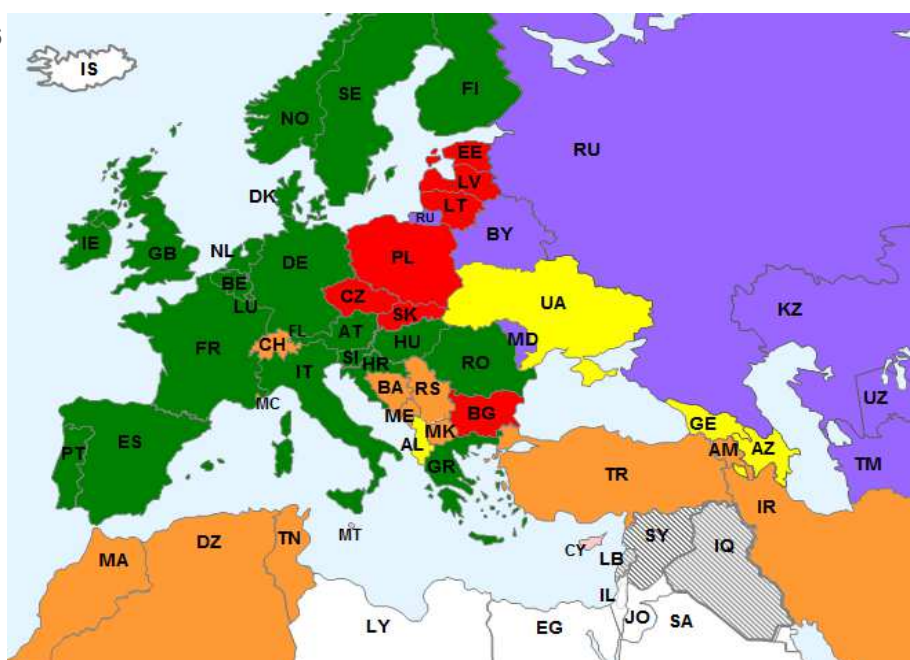 IS
SE
FI
NO
RU
EE
LV
DK
LT
RU
BY
IE
GB
NL
DE
PL
BE
LU
CZ
UA
SK
KZ
FL
AT
MD
FR
CH
HU
SI
HR
RO
IT
UZ
BA
RS
MC
BG
GE
ME
MK
AM
AZ
PT
ES
AL
TM
GR
TR
IR
MT
SY
IQ
CY
LB
MA
DZ
TN
IL
JO
SA
LY
EG